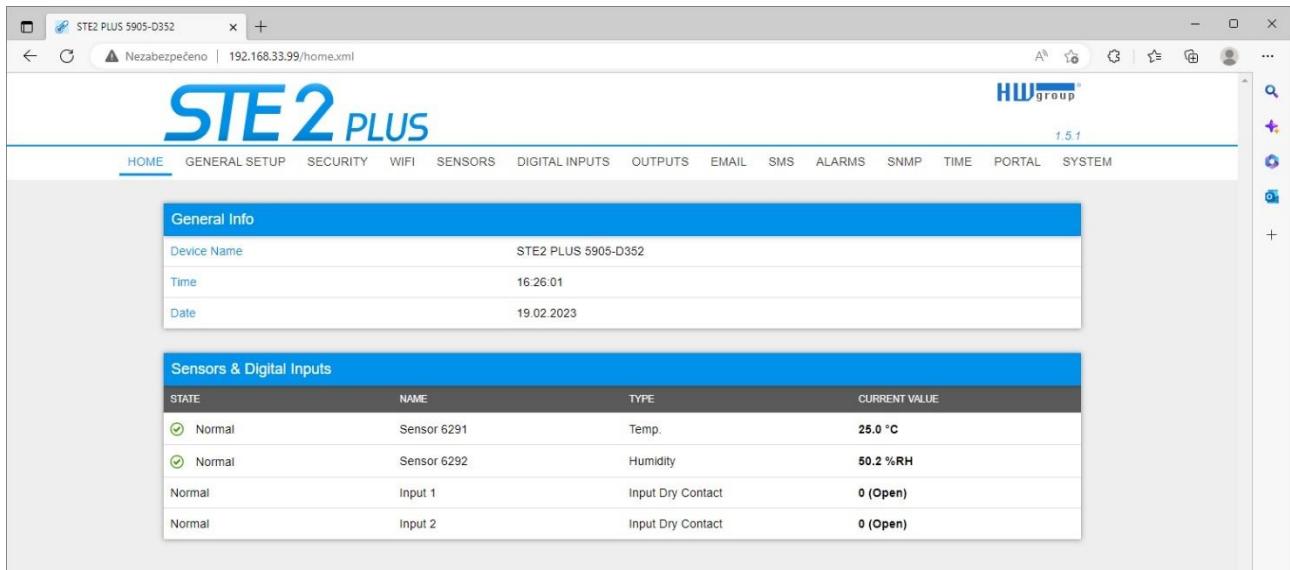 STE2 PLUS 5905-D352
Nezabezpečeno | 192.168.33.99/home.xml
STE 2 PLUS
HW group
1.5.1
HOME GENERAL SETUP SECURITY WIFI SENSORS DIGITAL INPUTS OUTPUTS EMAIL SMS ALARMS SNMP TIME PORTAL SYSTEM
General Info
Device Name STE2 PLUS 5905-D352
Time 16:26:01
Date 19.02.2023
Sensors & Digital Inputs
STATE NAME TYPE CURRENT VALUE
Normal Sensor 6291 Temp. 25.0 °C
Normal Sensor 6292 Humidity 50.2 %RH
Normal Input 1 Input Dry Contact 0 (Open)
Normal Input 2 Input Dry Contact 0 (Open)